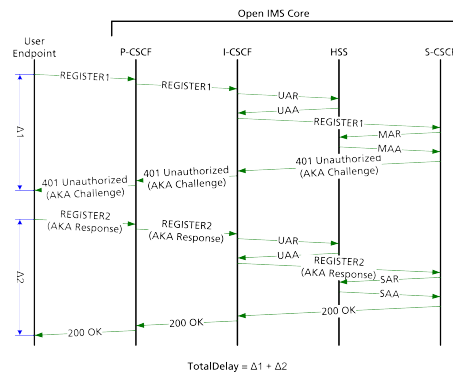 Open IMS Core
User
Endpoint
P-CSCF
I-CSCF
HSS
S-CSCF
REGISTER1
REGISTER1
UAR
UAA
REGISTER1
MAR
MAA
Δ1
401 Unauthorized
(AKA Challenge)
401 Unauthorized
(AKA Challenge)
401 Unauthorized
(AKA Challenge)
REGISTER2
(AKA Response)
REGISTER2
(AKA Response)
UAR
UAA
REGISTER2
(AKA Response)
SAR
SAA
Δ2
200 OK
200 OK
200 OK
TotalDelay = Δ1 + Δ2